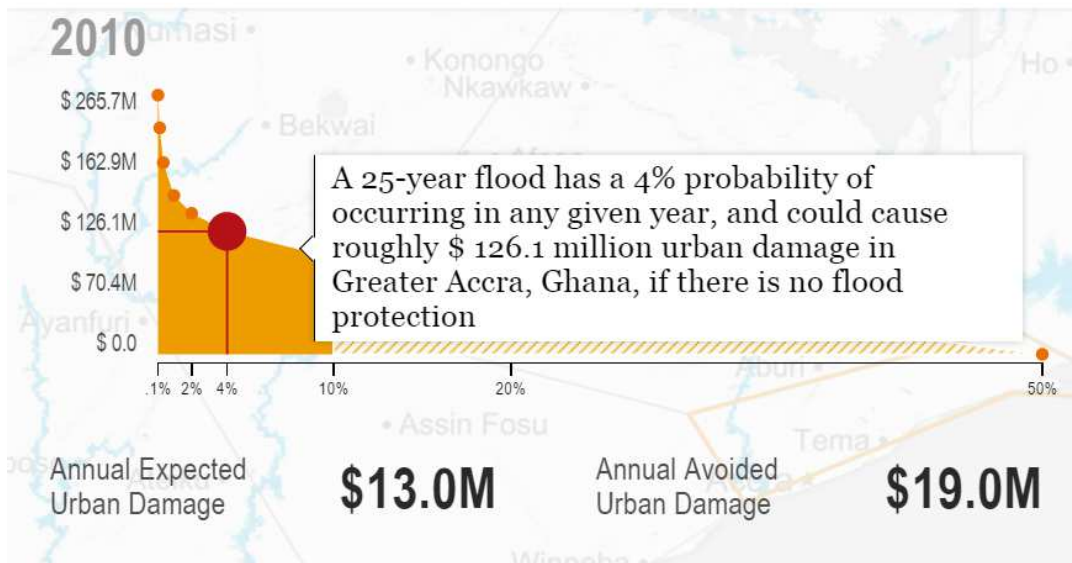 2010
Konongo
Nkawkaw
Ho
Bekwai
$ 265.7M
$ 162.9M
$ 126.1M
$ 70.4M
$ 0.0
A 25-year flood has a 4% probability of
occurring in any given year, and could cause
roughly $ 126.1 million urban damage in
Greater Accra, Ghana, if there is no flood
protection
Ayanfuri
Aburi
.1% 2% 4% 10% 20% 50%
Assin Fosu
Tema
Annual Expected
Urban Damage
$13.0M
Annual Avoided
Urban Damage
$19.0M